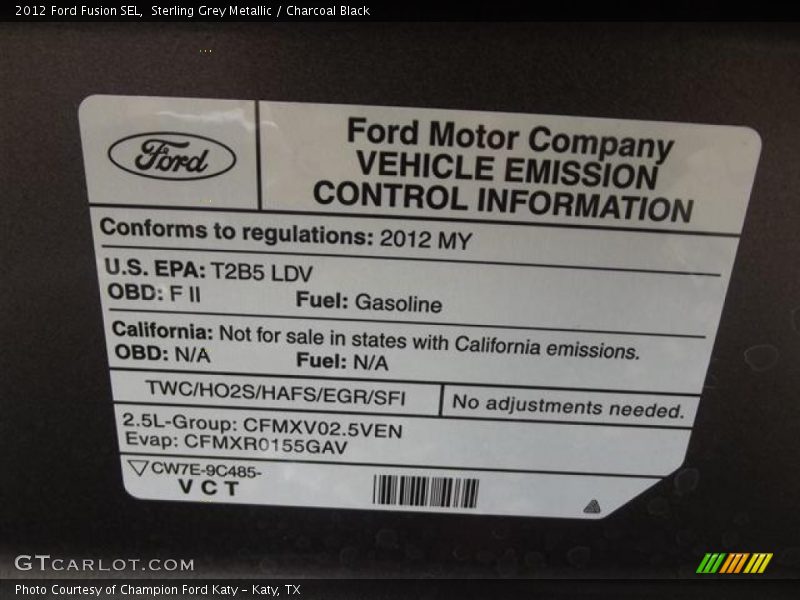 2012 Ford Fusion SEL,  Sterling Grey Metallic / Charcoal Black
Ford
Ford Motor Company
VEHICLE EMISSION
CONTROL INFORMATION
Conforms to regulations: 2012 MY
U.S. EPA: T2B5 LDV
OBD: F II Fuel: Gasoline
California: Not for sale in states with California emissions.
OBD: N/A Fuel: N/A
TWC/HO2S/HAFS/EGR/SFI No adjustments needed.
2.5L-Group: CFMXV02.5VEN
Evap: CFMXR0155GAV
CW7E-9C485-
V C T
GTCARLOT.COM
Photo Courtesy of Champion Ford Katy – Katy, TX